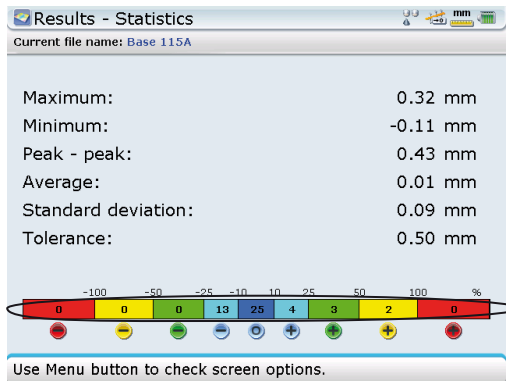 Results - Statistics
mm
Current file name: Base 115A
Maximum: 0.32 mm
Minimum: -0.11 mm
Peak - peak: 0.43 mm
Average: 0.01 mm
Standard deviation: 0.09 mm
Tolerance: 0.50 mm
-100 -50 -25 -10 10 25 50 100 %
0 0 0 13 25 4 3 2 0
Use Menu button to check screen options.